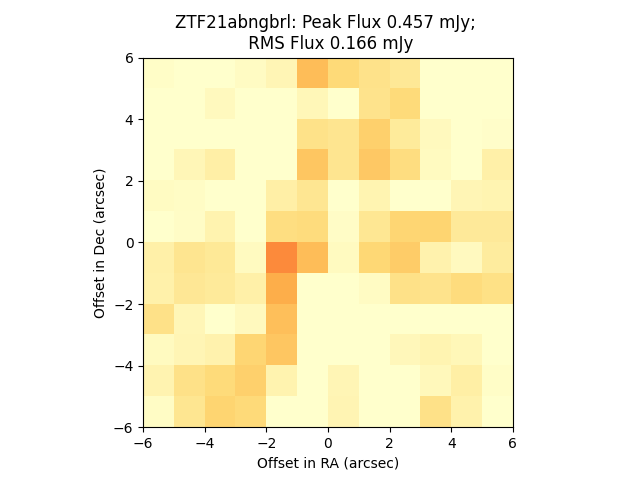 ZTF21abngbrl: Peak Flux 0.457 mJy;
RMS Flux 0.166 mJy
6
4
2
0
−2
−4
−6
Offset in Dec (arcsec)
−6 −4 −2 0 2 4 6
Offset in RA (arcsec)